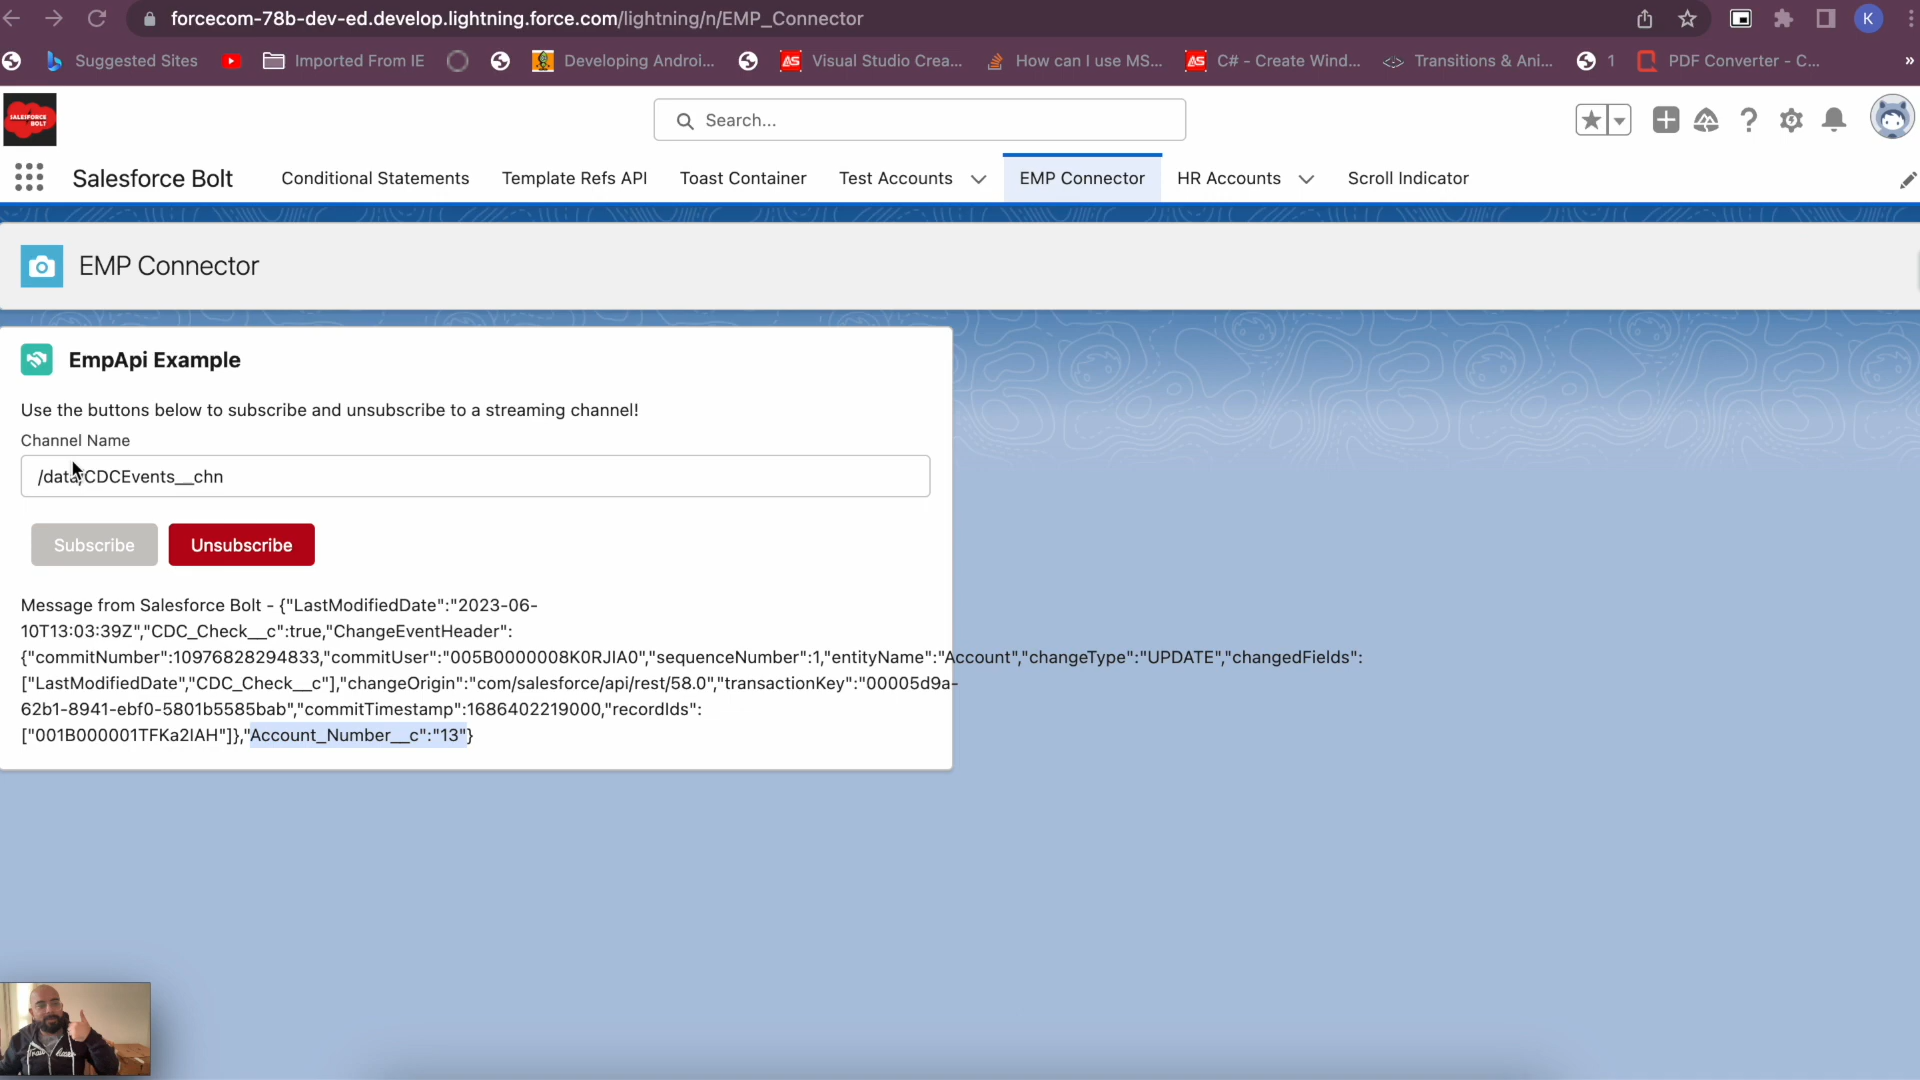 forcecom-78b-dev-ed.develop.lightning.force.com/lightning/n/EMP_Connector
K
Suggested Sites
Imported From IE
Developing Androi...
Visual Studio Crea...
How can I use MS...
C# - Create Wind...
Transitions & Ani...
1
PDF Converter - C...
»
SALESFORCE
BOLT
Search...
Salesforce Bolt
Conditional Statements
Template Refs API
Toast Container
Test Accounts
EMP Connector
HR Accounts
Scroll Indicator
EMP Connector
EmpApi Example
Use the buttons below to subscribe and unsubscribe to a streaming channel!
Channel Name
/data/CDCEvents__chn
Subscribe
Unsubscribe
Message from Salesforce Bolt - {"LastModifiedDate":"2023-06-
10T13:03:39Z","CDC_Check__c":true,"ChangeEventHeader":
{"commitNumber":10976828294833,"commitUser":"005B0000008K0RJIA0","sequenceNumber":1,"entityName":"Account","changeType":"UPDATE","changedFields":
["LastModifiedDate","CDC_Check__c"],"changeOrigin":"com/salesforce/api/rest/58.0","transactionKey":"00005d9a-
62b1-8941-ebf0-5801b5585bab","commitTimestamp":1686402219000,"recordIds":
["001B000001TFKa2IAH"]},"Account_Number__c":"13"}